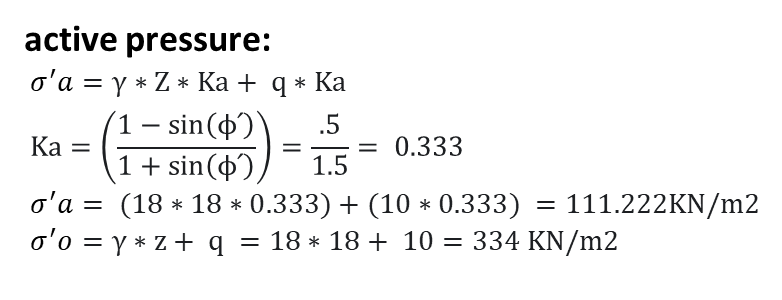 active pressure:
σ′a = γ * Z * Ka + q * Ka
Ka = ((1 − sin(ϕ´))/(1 + sin(ϕ´))) = .5/1.5 = 0.333
σ′a = (18 * 18 * 0.333) + (10 * 0.333) = 111.222KN/m2
σ′o = γ * z + q = 18 * 18 + 10 = 334 KN/m2